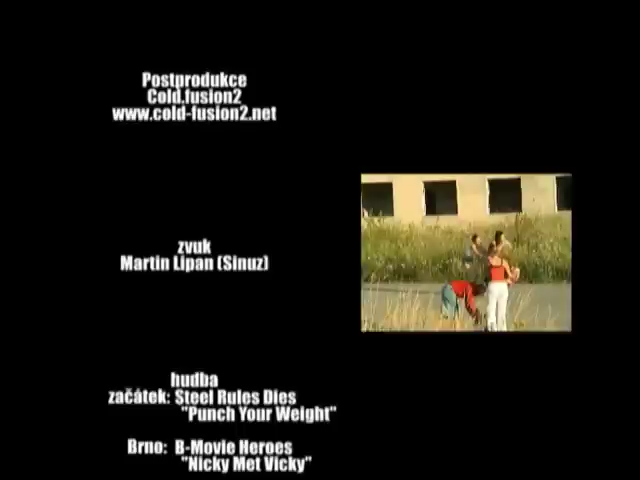 Postprodukce
Cold.fusion2
www.cold-fusion2.net
zvuk
Martin Lipan (Sinuz)
hudba
začátek: Steel Rules Dies
"Punch Your Weight"
Brno: B-Movie Heroes
"Nicky Met Vicky"